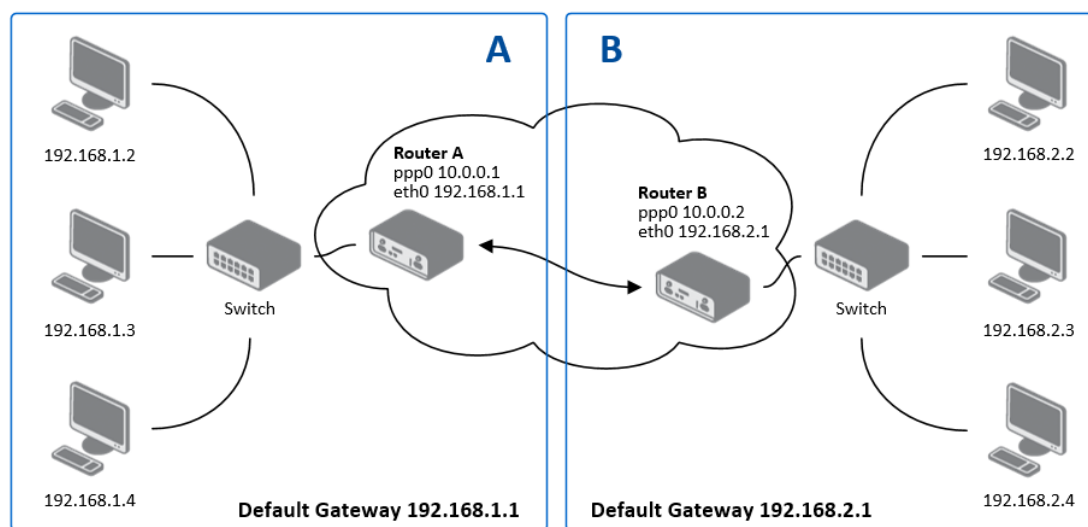 A
B
192.168.1.2
192.168.2.2
Router A
ppp0 10.0.0.1
eth0 192.168.1.1
Router B
ppp0 10.0.0.2
eth0 192.168.2.1
192.168.1.3
Switch
Switch
192.168.2.3
192.168.1.4
Default Gateway 192.168.1.1
Default Gateway 192.168.2.1
192.168.2.4